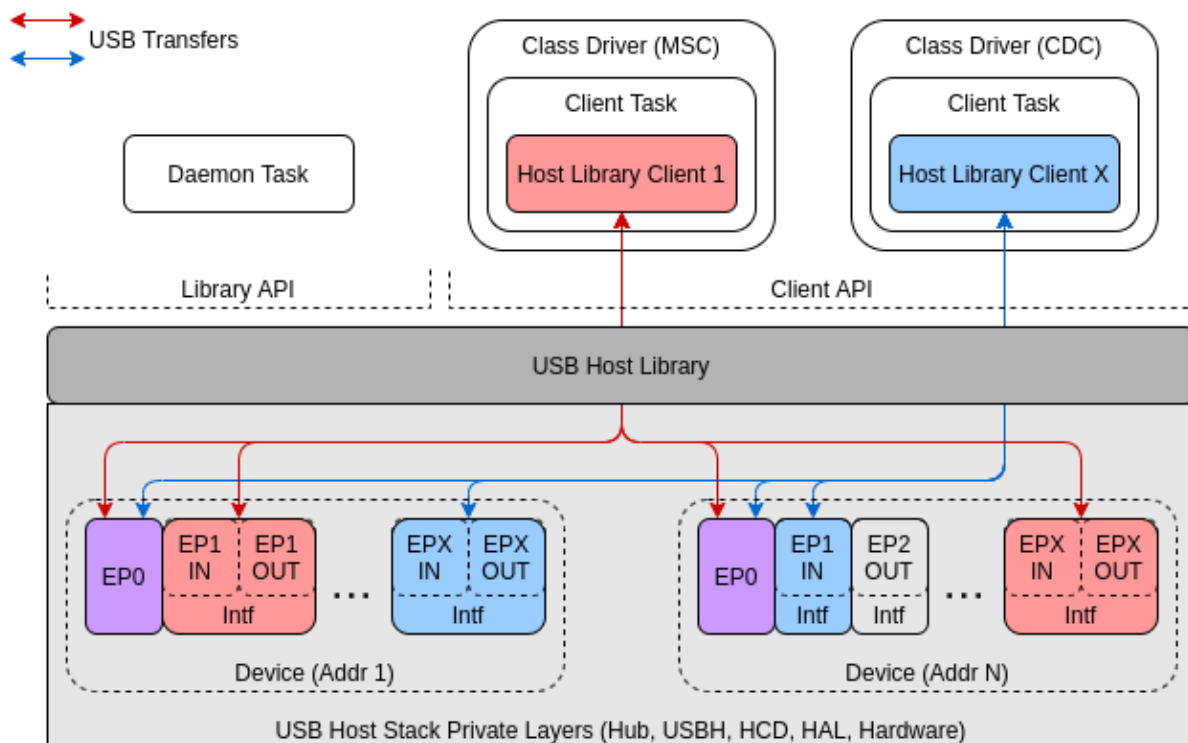 USB Transfers
Class Driver (MSC)
Class Driver (CDC)
Client Task
Client Task
Daemon Task
Host Library Client 1
Host Library Client X
Library API
Client API
USB Host Library
EP0
EP1
IN
EP1
OUT
Intf
...
EPX
IN
EPX
OUT
Intf
Device (Addr 1)
EP0
EP1
IN
Intf
EP2
OUT
Intf
...
EPX
IN
EPX
OUT
Intf
Device (Addr N)
USB Host Stack Private Layers (Hub, USBH, HCD, HAL, Hardware)